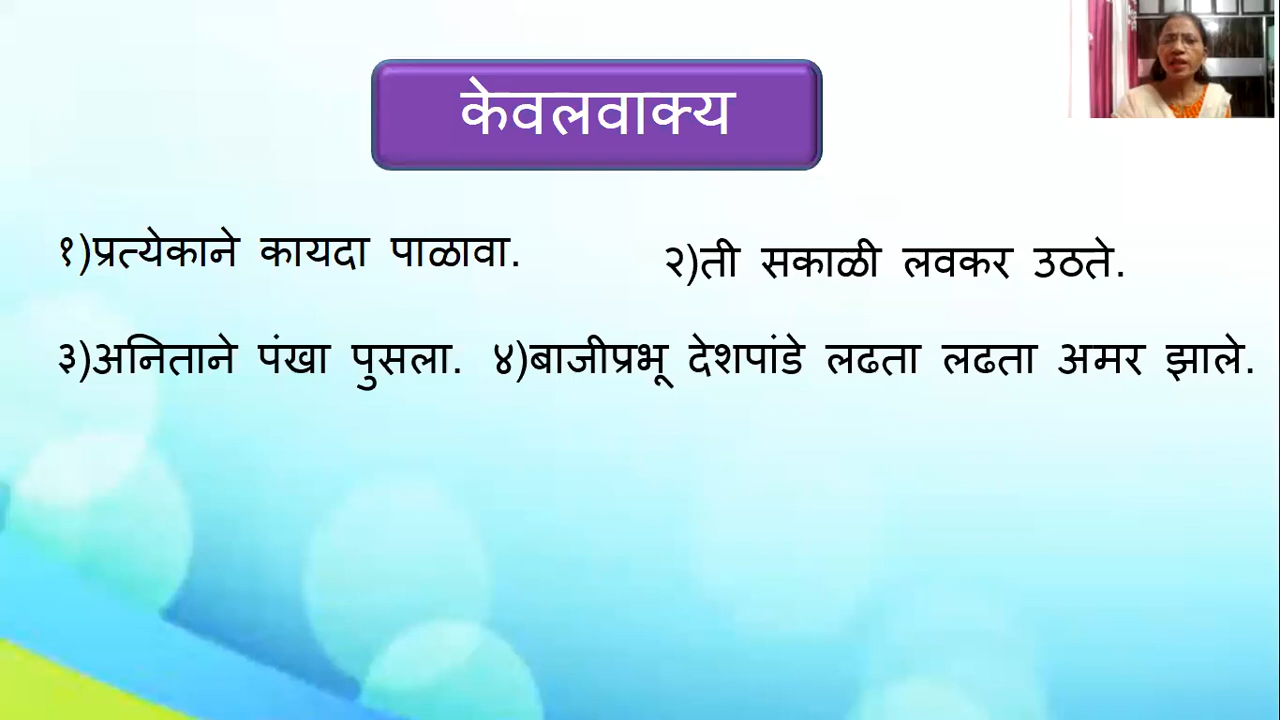 केवलवाक्य
१)प्रत्येकाने कायदा पाळावा. २)ती सकाळी लवकर उठते.
३)अनिताने पंखा पुसला. ४)बाजीप्रभू देशपांडे लढता लढता अमर झाले.